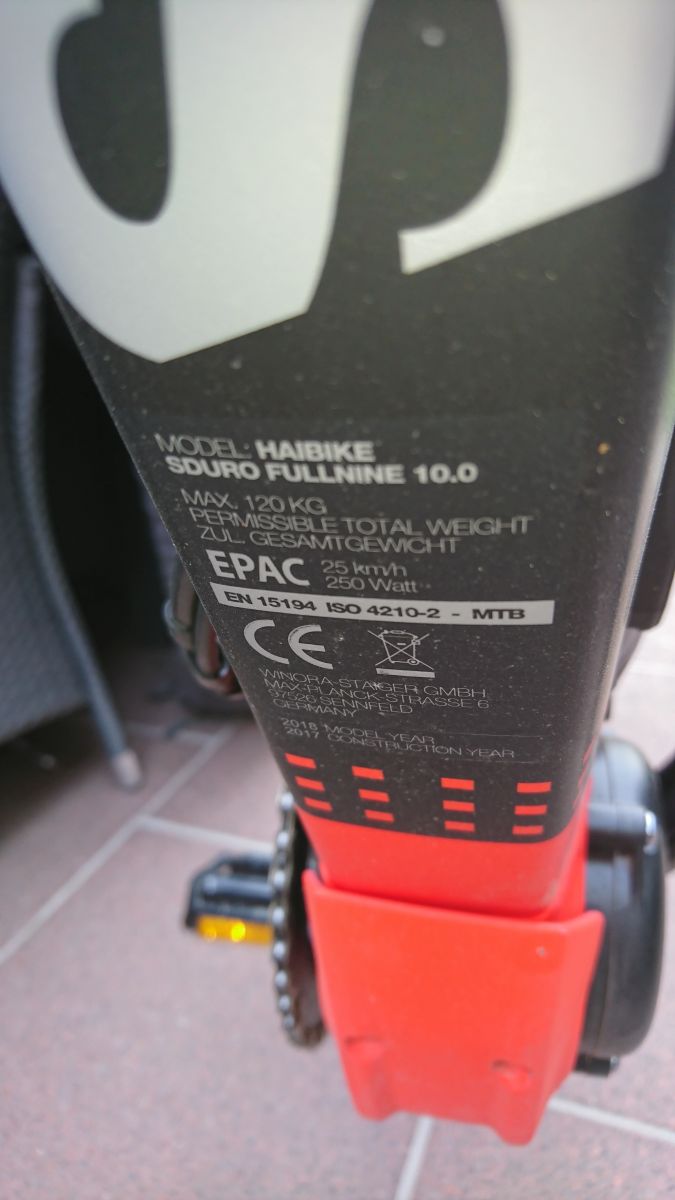 MODEL: HAIBIKE
SDURO FULLNINE 10.0
MAX. 120 KG
PERMISSIBLE TOTAL WEIGHT
ZUL. GESAMTGEWICHT
EPAC 25 km/h
250 Watt
EN 15194 ISO 4210-2 - MTB
CE
WINORA-STAIGER GMBH
MAX-PLANCK-STRASSE 6
97526 SENNFELD
GERMANY
2018 MODEL YEAR
2017 CONSTRUCTION YEAR